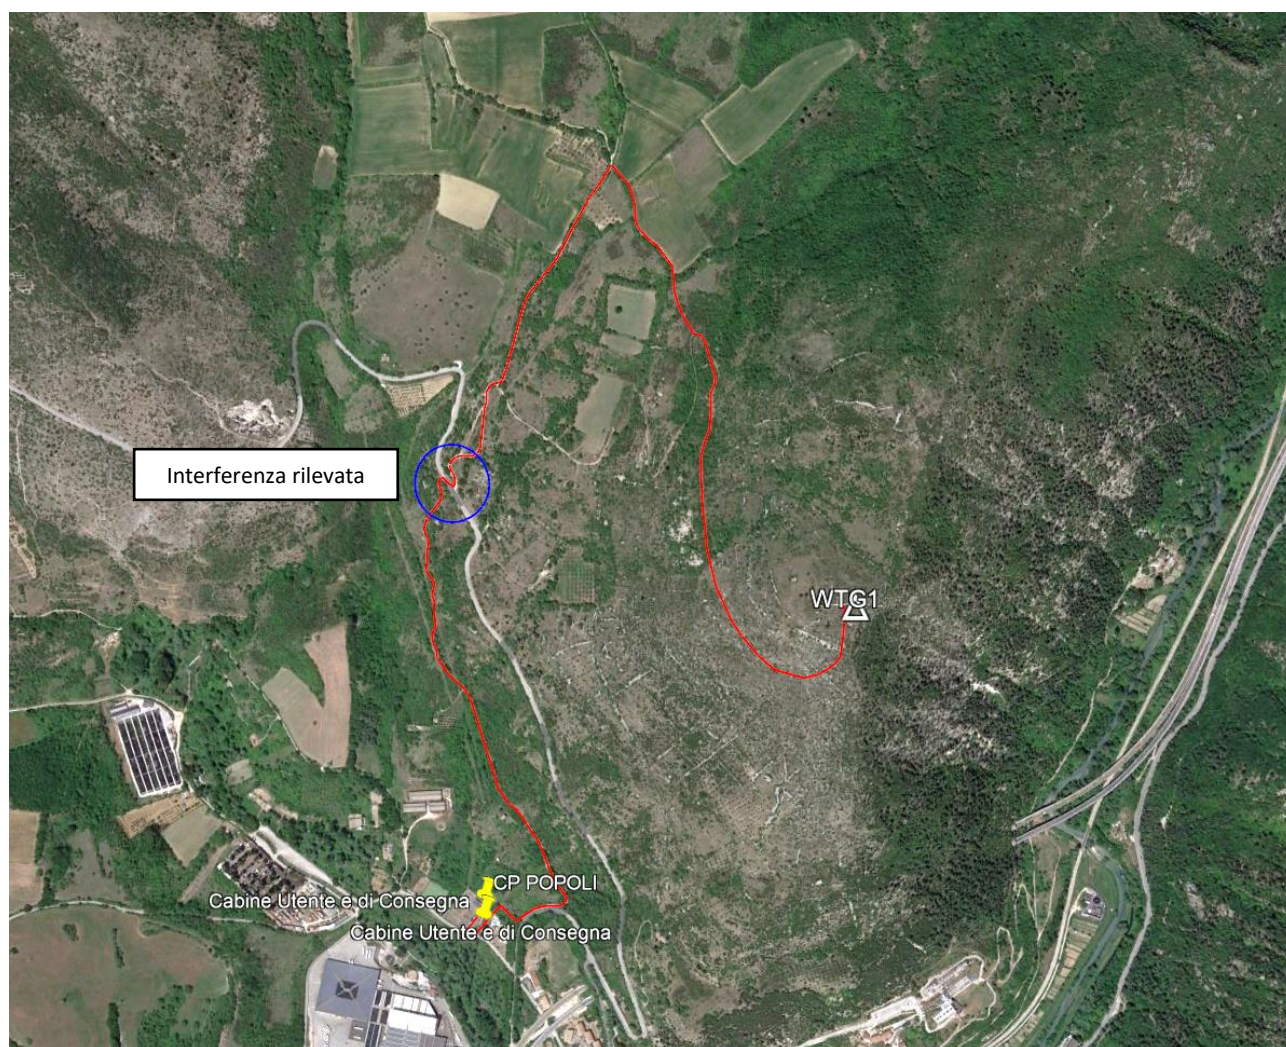 Interferenza rilevata
WTG1
CP POPOLI
Cabine Utente e di Consegna
Cabine Utente e di Consegna